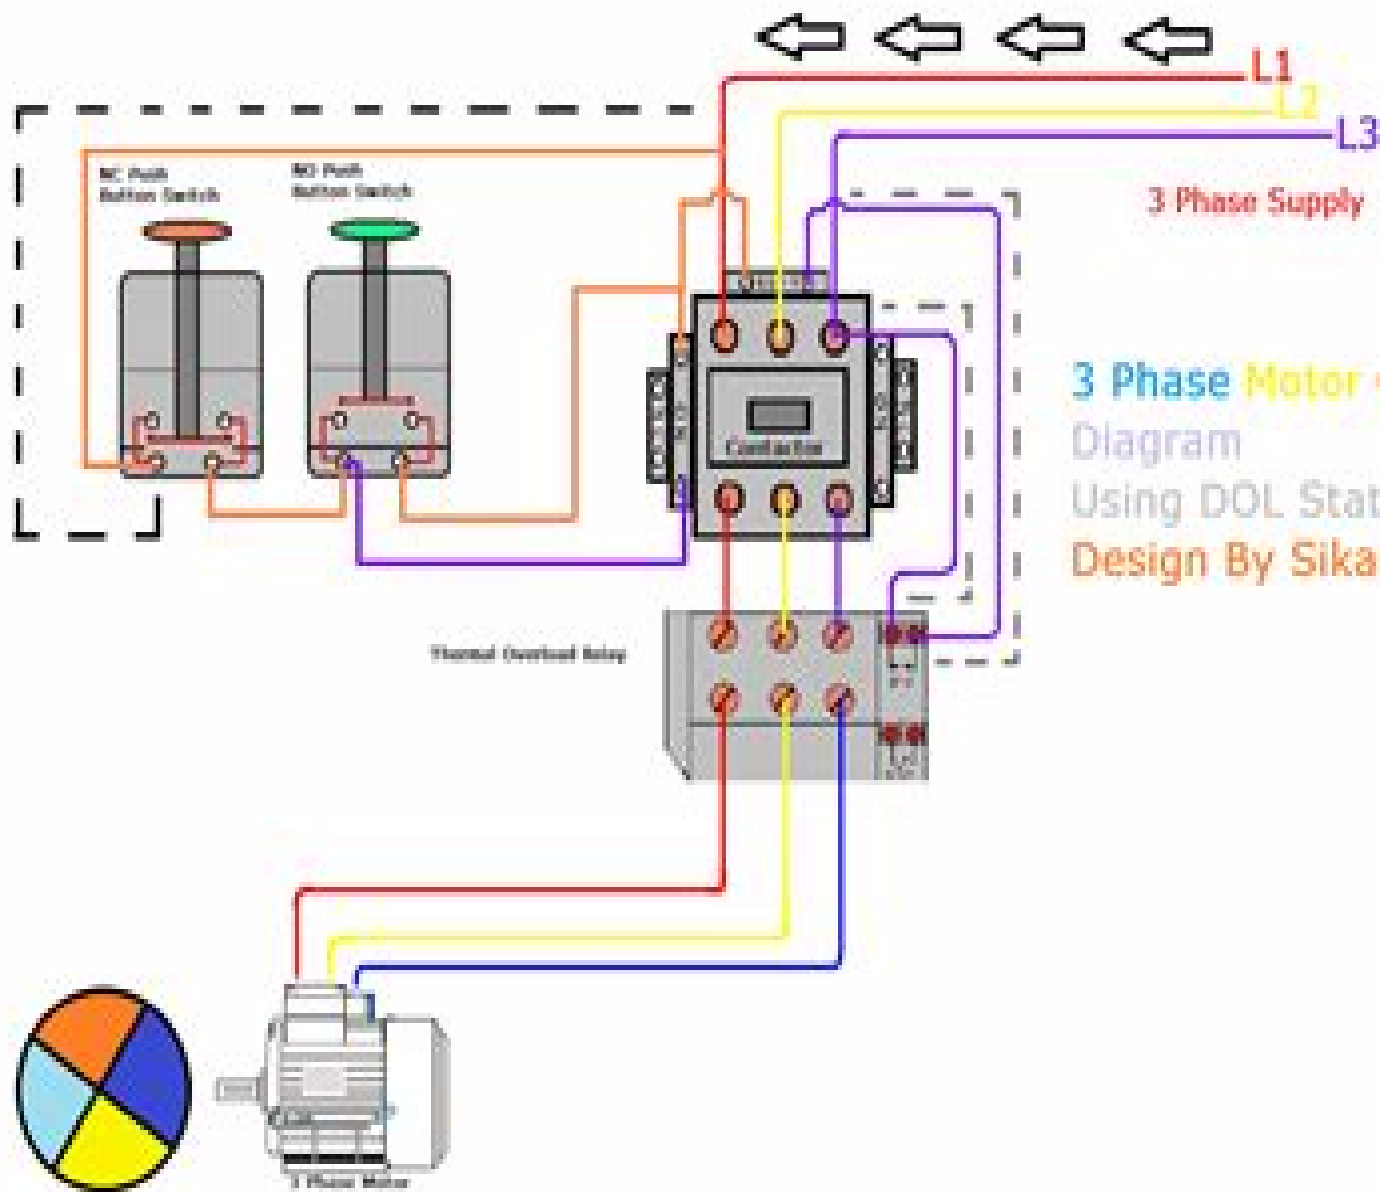 L1
L2
L3
NC Push
Button Switch
NO Push
Button Switch
3 Phase Supply
3 Phase Motor
Diagram
Using DOL Stat
Design By Sika
Contactor
Thermal Overload Relay
3 Phase Motor